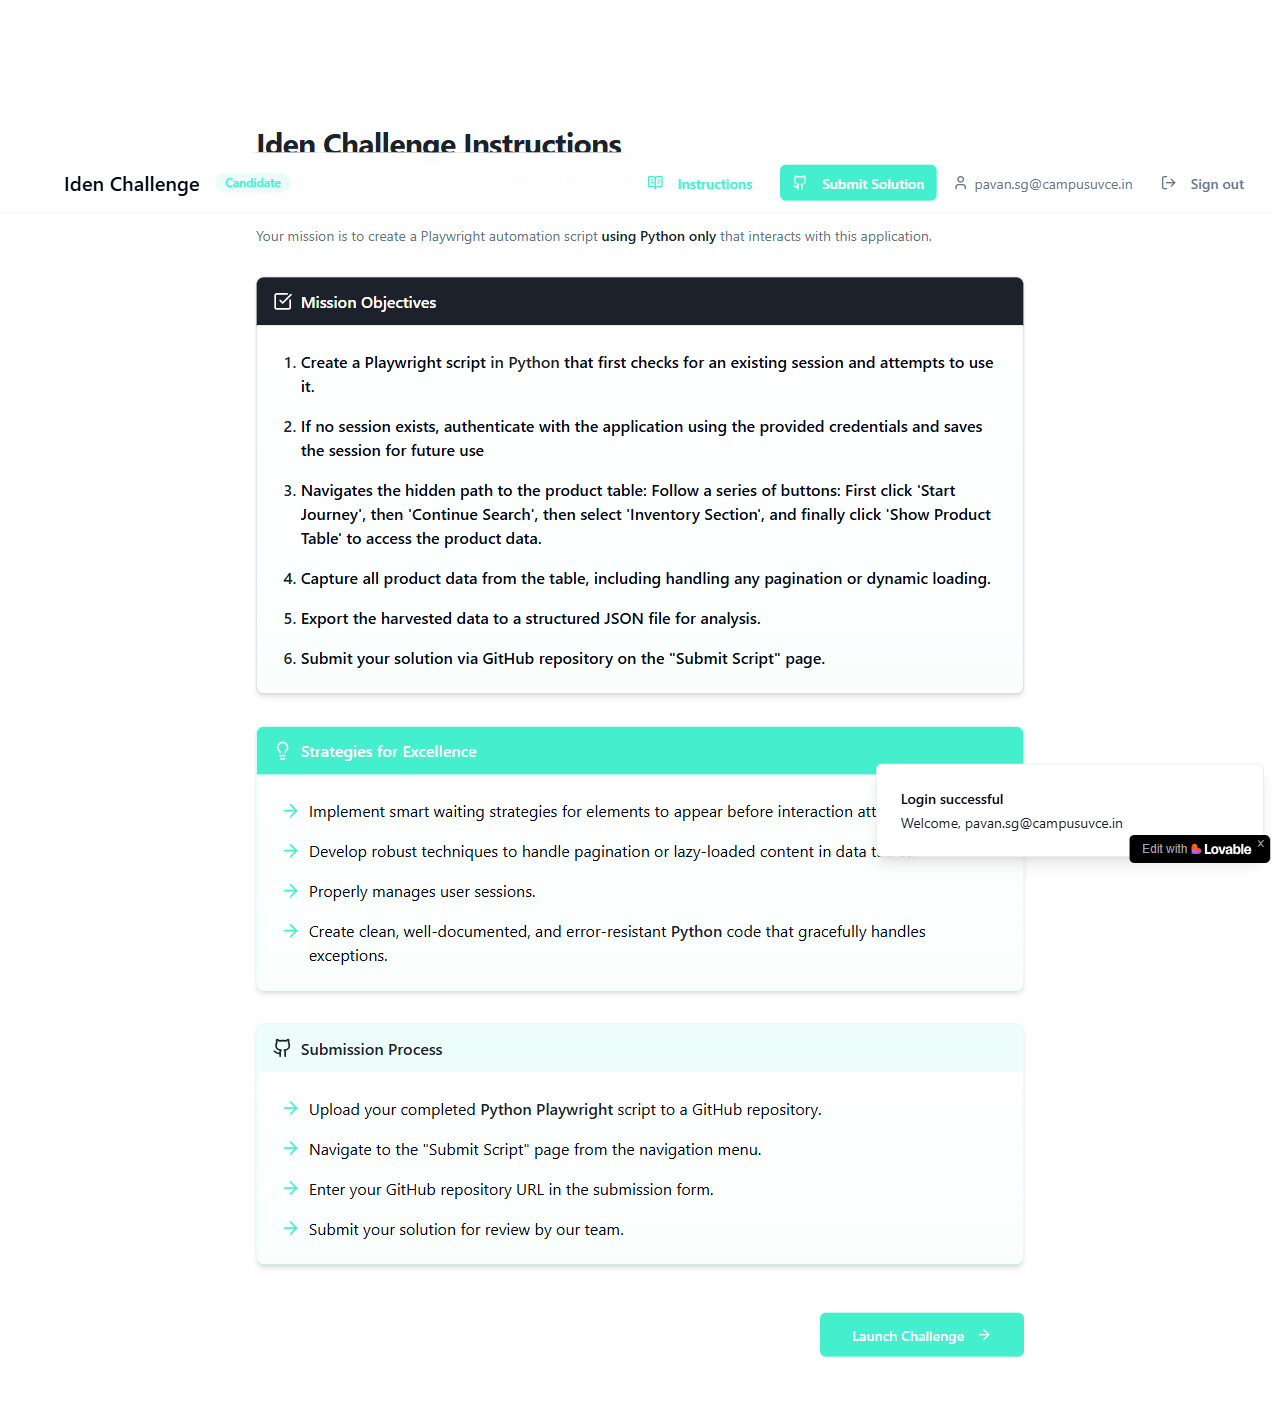 Iden Challenge Instructions
Iden Challenge
Candidate
Instructions
Submit Solution
pavan.sg@campusuvce.in
Sign out
Your mission is to create a Playwright automation script using Python only that interacts with this application.
Mission Objectives
1. Create a Playwright script in Python that first checks for an existing session and attempts to use
it.
2. If no session exists, authenticate with the application using the provided credentials and saves
the session for future use
3. Navigates the hidden path to the product table: Follow a series of buttons: First click 'Start
Journey', then 'Continue Search', then select 'Inventory Section', and finally click 'Show Product
Table' to access the product data.
4. Capture all product data from the table, including handling any pagination or dynamic loading.
5. Export the harvested data to a structured JSON file for analysis.
6. Submit your solution via GitHub repository on the "Submit Script" page.
Strategies for Excellence
Implement smart waiting strategies for elements to appear before interaction
Develop robust techniques to handle pagination or lazy-loaded content in data
Properly manages user sessions.
Create clean, well-documented, and error-resistant Python code that gracefully handles
exceptions.
Login successful
Welcome, pavan.sg@campusuvce.in
Edit with Lovable
Submission Process
Upload your completed Python Playwright script to a GitHub repository.
Navigate to the "Submit Script" page from the navigation menu.
Enter your GitHub repository URL in the submission form.
Submit your solution for review by our team.
Launch Challenge